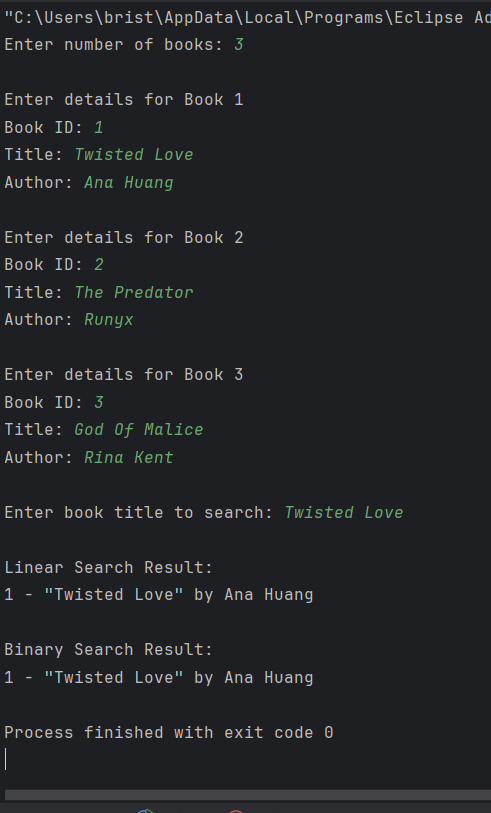 "C:\Users\brist\AppData\Local\Programs\Eclipse Ad
Enter number of books: 3
Enter details for Book 1
Book ID: 1
Title: Twisted Love
Author: Ana Huang
Enter details for Book 2
Book ID: 2
Title: The Predator
Author: Runyx
Enter details for Book 3
Book ID: 3
Title: God Of Malice
Author: Rina Kent
Enter book title to search: Twisted Love
Linear Search Result:
1 - "Twisted Love" by Ana Huang
Binary Search Result:
1 - "Twisted Love" by Ana Huang
Process finished with exit code 0